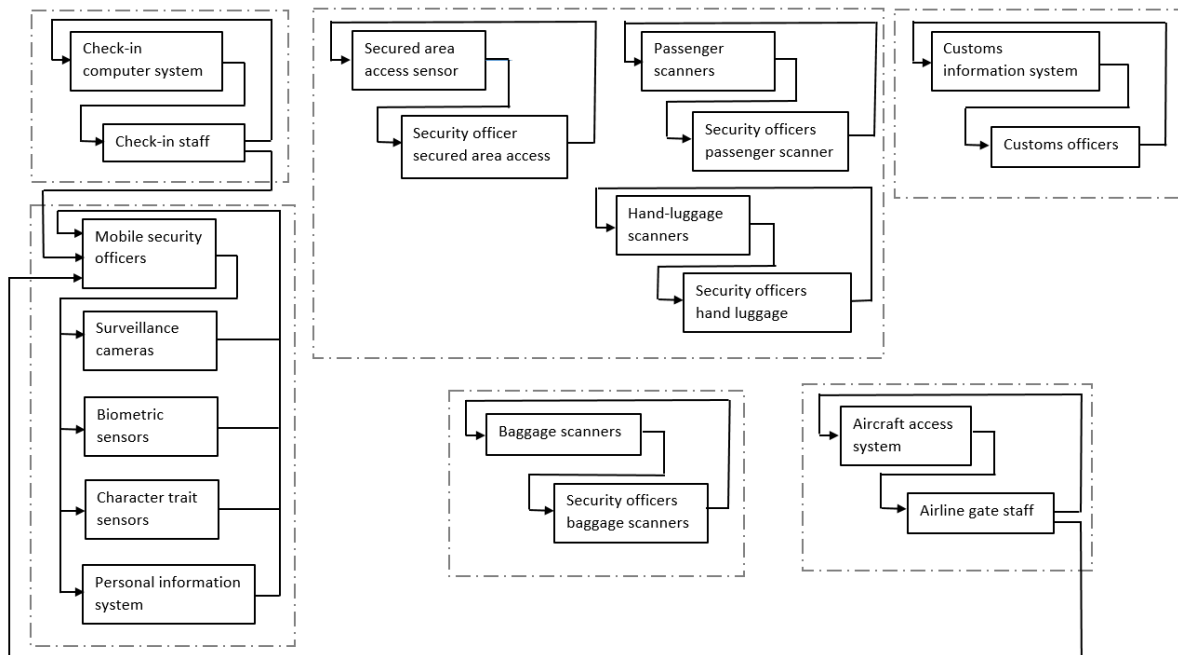 Check-in
computer system
Check-in staff
Secured area
access sensor
Security officer
secured area access
Passenger
scanners
Security officers
passenger scanner
Customs
information system
Customs officers
Hand-luggage
scanners
Security officers
hand luggage
Mobile security
officers
Surveillance
cameras
Biometric
sensors
Character trait
sensors
Personal information
system
Baggage scanners
Security officers
baggage scanners
Aircraft access
system
Airline gate staff